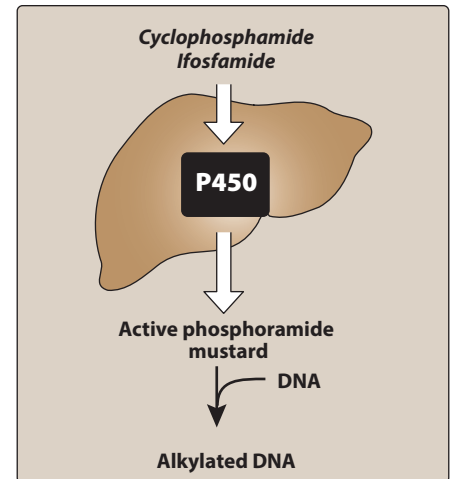 Cyclophosphamide
Ifosfamide
P450
Active phosphoramide
mustard
DNA
Alkylated DNA